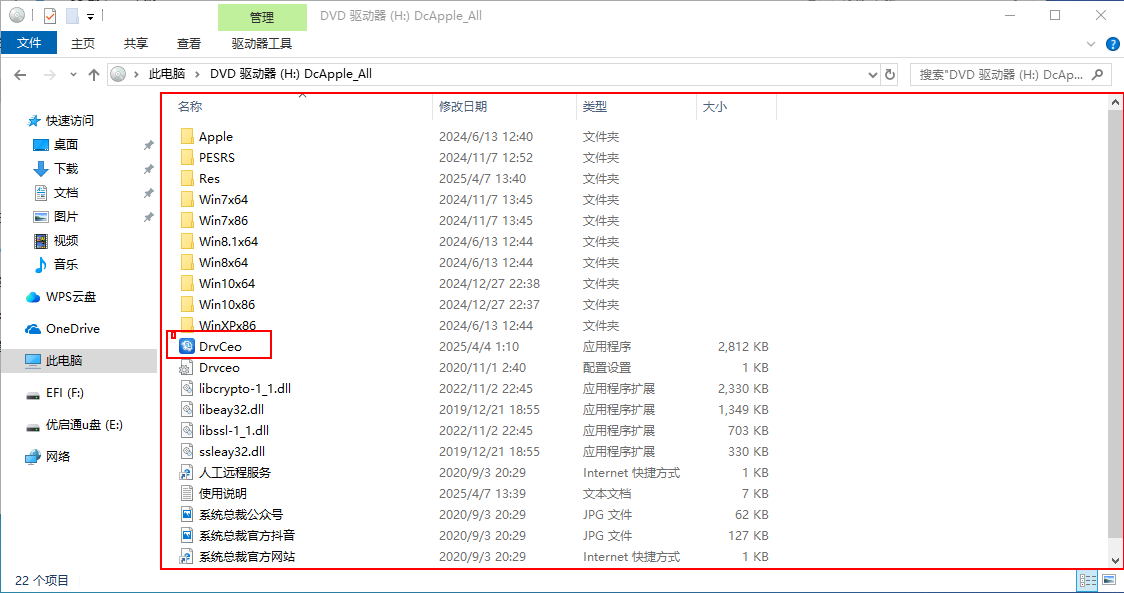 管理
DVD 驱动器 (H:) DcApple_All
文件 主页 共享 查看 驱动器工具
此电脑 DVD 驱动器 (H:) DcApple_All
搜索"DVD 驱动器 (H:) DcAp...
快速访问
桌面
下载
文档
图片
视频
音乐
WPS云盘
OneDrive
此电脑
EFI (F:)
优启通u盘 (E:)
网络
名称 修改日期 类型 大小
Apple 2024/6/13 12:40 文件夹
PESRS 2024/11/7 12:52 文件夹
Res 2025/4/7 13:40 文件夹
Win7x64 2024/11/7 13:45 文件夹
Win7x86 2024/11/7 13:45 文件夹
Win8.1x64 2024/6/13 12:44 文件夹
Win8x64 2024/6/13 12:44 文件夹
Win10x64 2024/12/27 22:38 文件夹
Win10x86 2024/12/27 22:37 文件夹
WinXPx86 2024/6/13 12:44 文件夹
1
DrvCeo 2025/4/4 1:10 应用程序 2,812 KB
Drvceo 2020/11/1 2:40 配置设置 1 KB
libcrypto-1_1.dll 2022/11/2 22:45 应用程序扩展 2,330 KB
libeay32.dll 2019/12/21 18:55 应用程序扩展 1,349 KB
libssl-1_1.dll 2022/11/2 22:45 应用程序扩展 703 KB
ssleay32.dll 2019/12/21 18:55 应用程序扩展 330 KB
人工远程服务 2020/9/3 20:29 Internet 快捷方式 1 KB
使用说明 2025/4/7 13:39 文本文档 7 KB
系统总裁公众号 2020/9/3 20:29 JPG 文件 62 KB
系统总裁官方抖音 2020/9/3 20:29 JPG 文件 127 KB
系统总裁官方网站 2020/9/3 20:29 Internet 快捷方式 1 KB
22 个项目